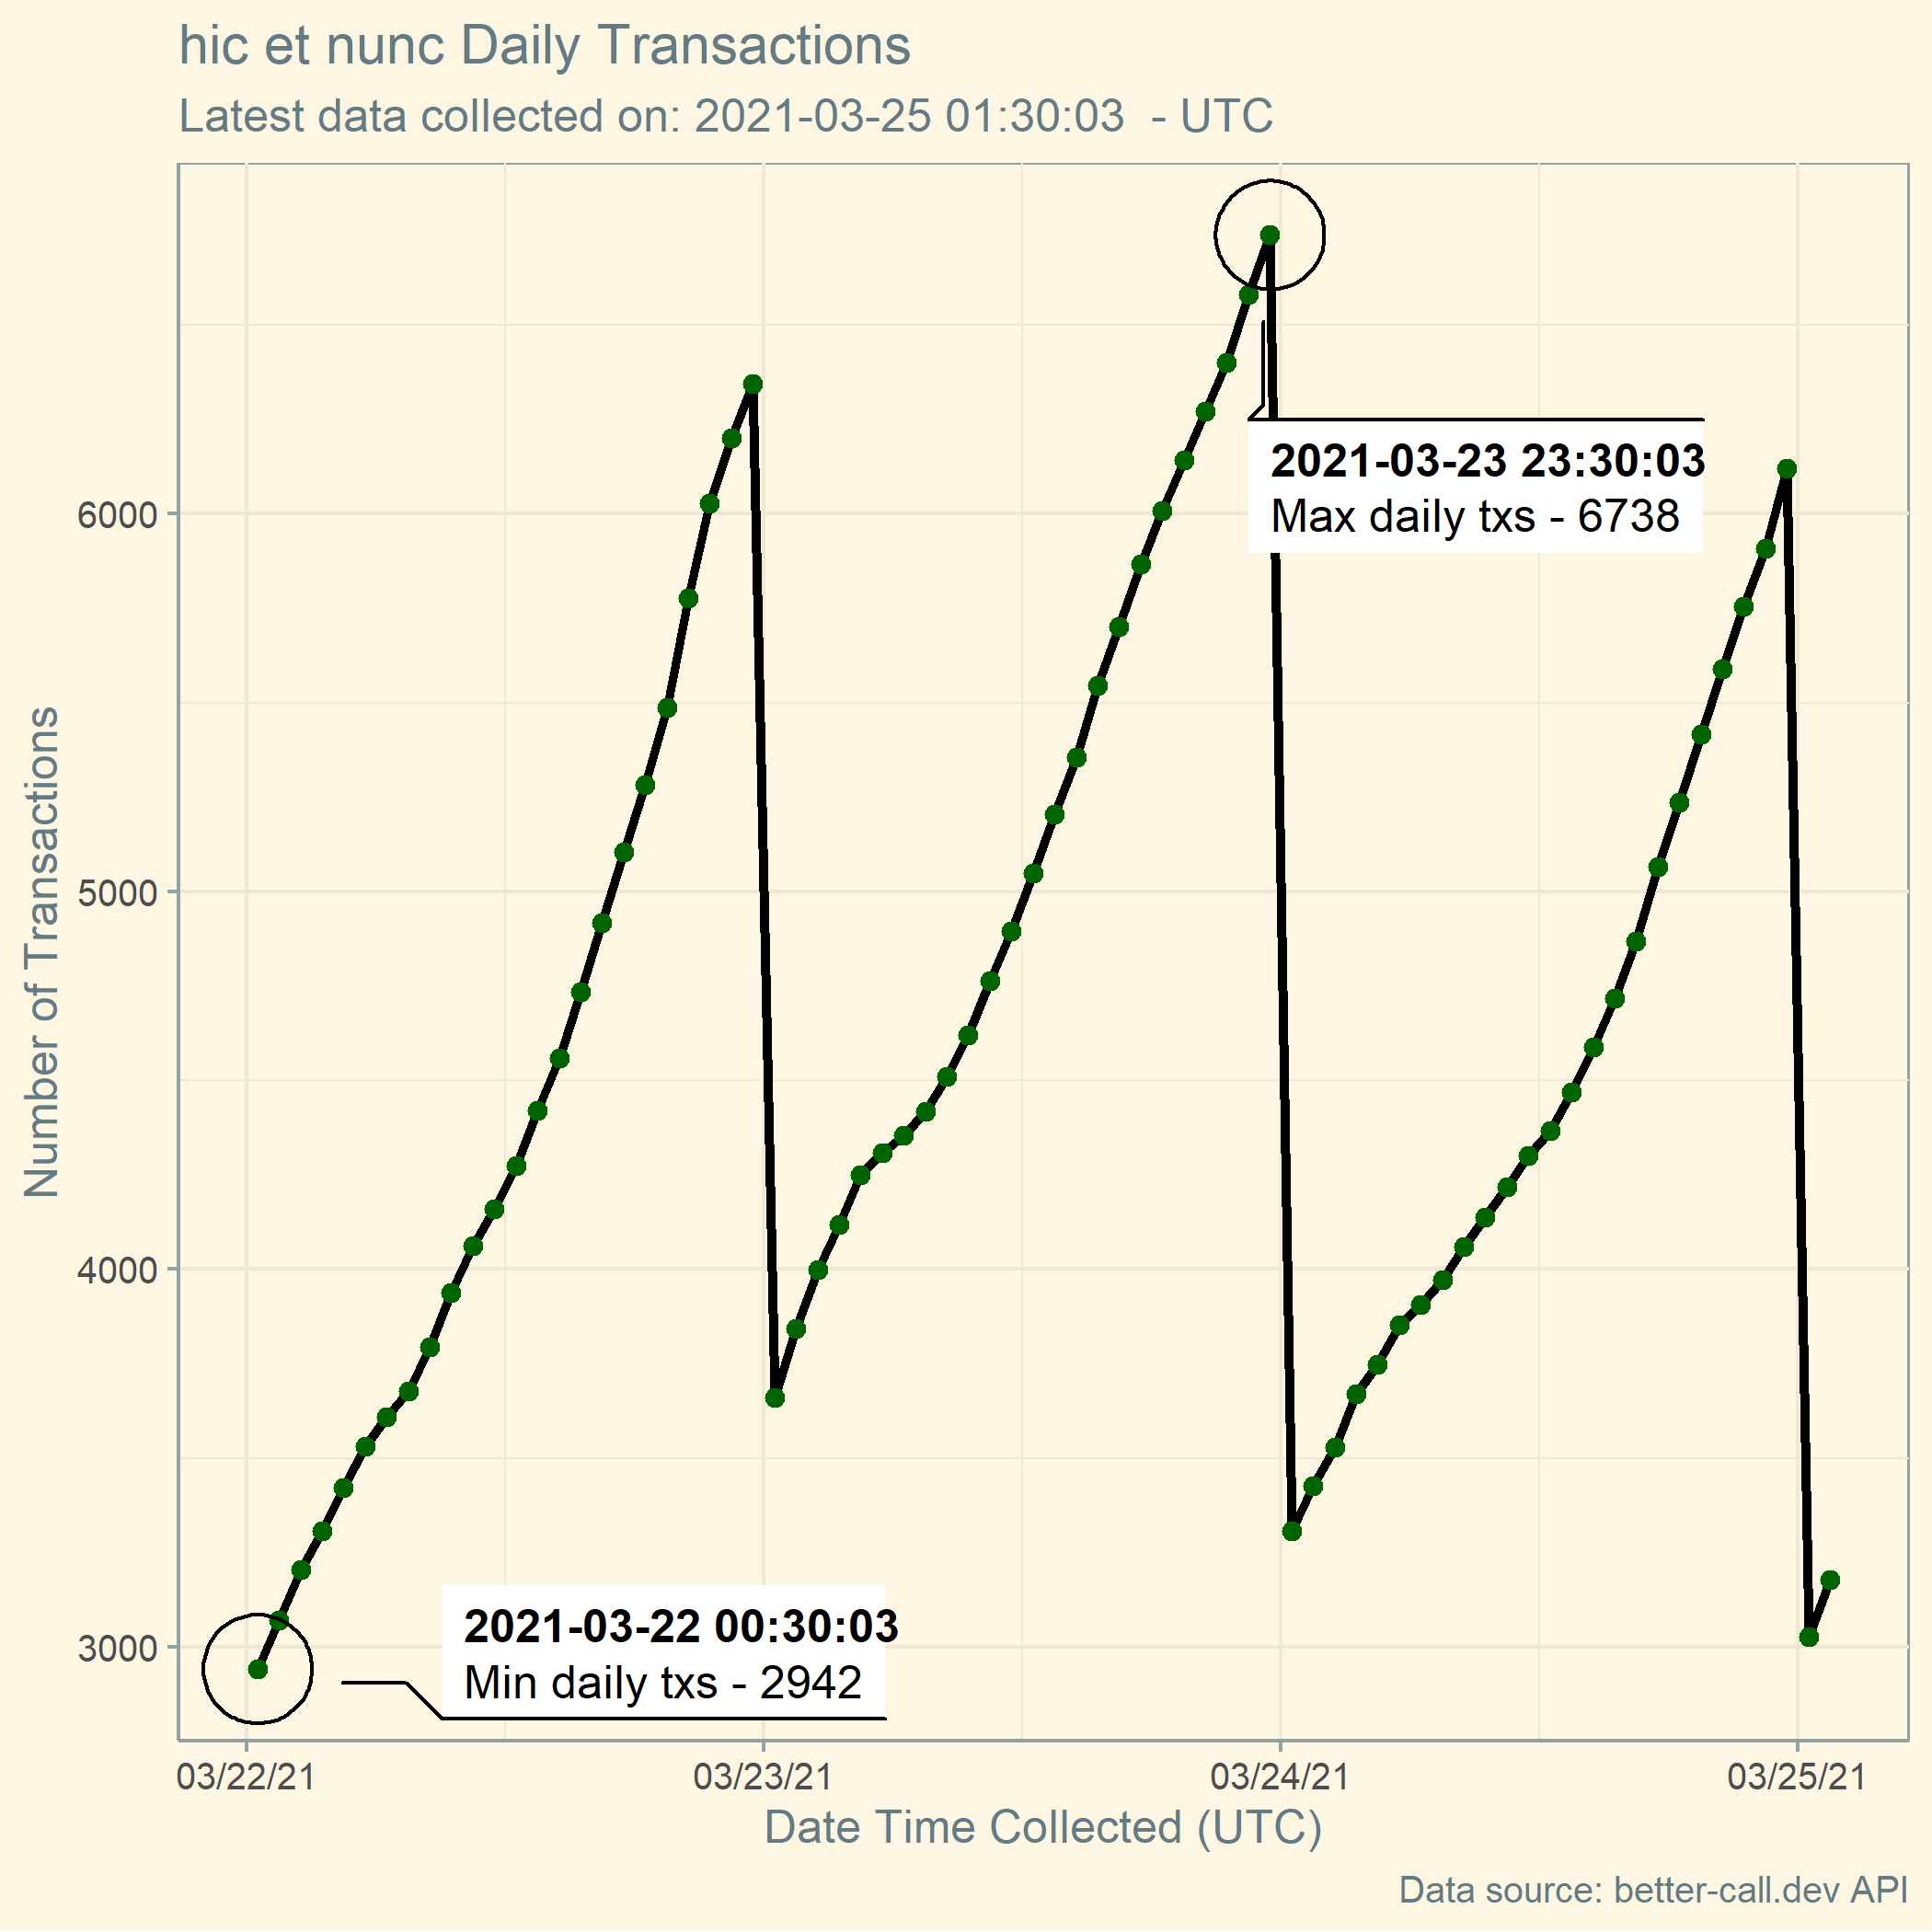 hic et nunc Daily Transactions
Latest data collected on: 2021-03-25 01:30:03  - UTC
Number of Transactions
6000
5000
4000
3000
2021-03-23 23:30:03
Max daily txs - 6738
2021-03-22 00:30:03
Min daily txs - 2942
03/22/21 03/23/21 03/24/21 03/25/21
Date Time Collected (UTC)
Data source: better-call.dev API